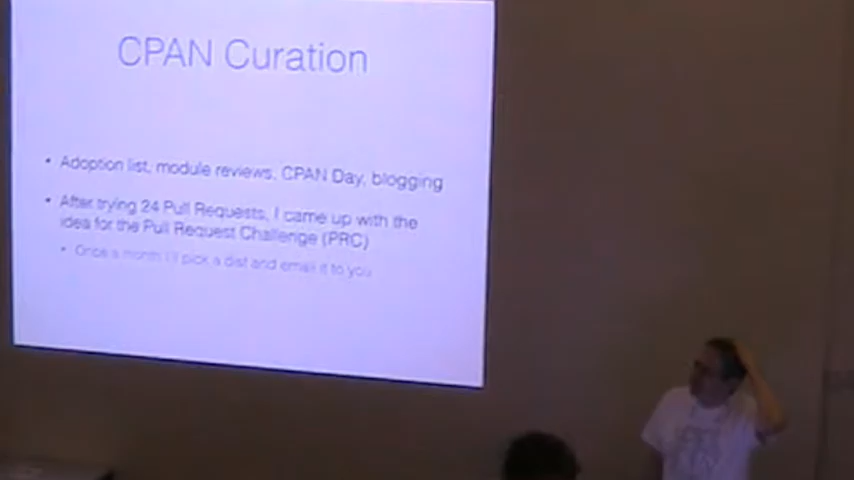 CPAN Curation
• Adoption list, module reviews, CPAN Day, blogging
• After trying 24 Pull Requests, I came up with the
idea for the Pull Request Challenge (PRC)
• Once a month I'll pick a dist and email it to you